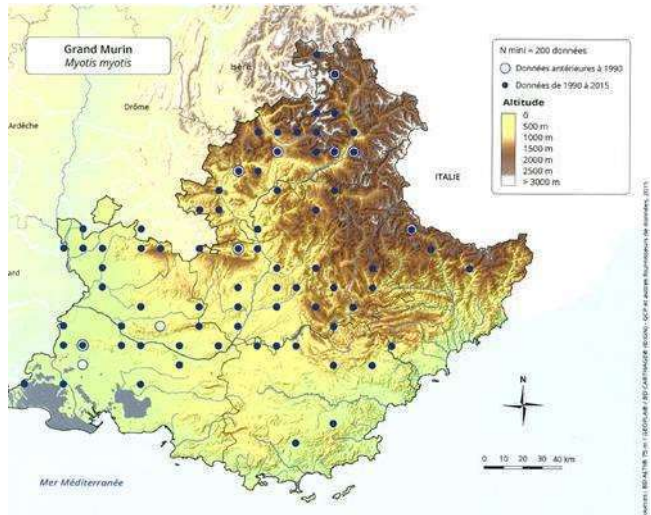 Grand Murin
Myotis myotis
N mini = 200 données
Données antérieures à 1990
Données de 1990 à 2015
Altitude
0
500 m
1000 m
1500 m
2000 m
2500 m
> 3000 m
Isère
Drôme
Ardèche
ITALIE
Gard
N
0 10 20 30 40 km
Mer Méditerranée